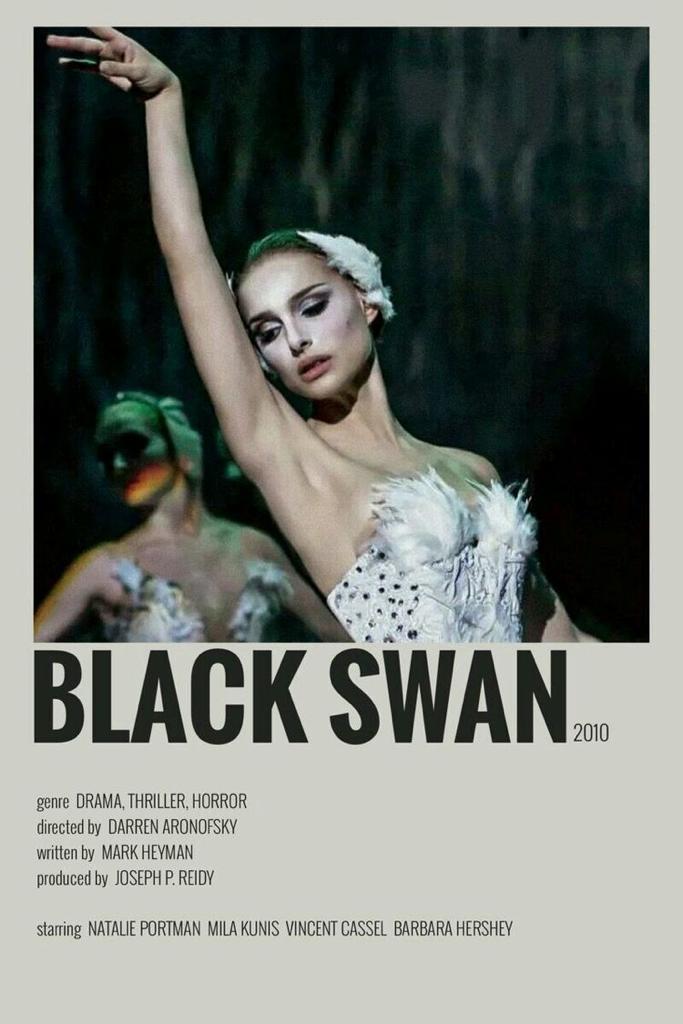 BLACK SWAN 2010
genre DRAMA, THRILLER, HORROR
directed by DARREN ARONOFSKY
written by MARK HEYMAN
produced by JOSEPH P. REIDY
starring NATALIE PORTMAN MILA KUNIS VINCENT CASSEL BARBARA HERSHEY